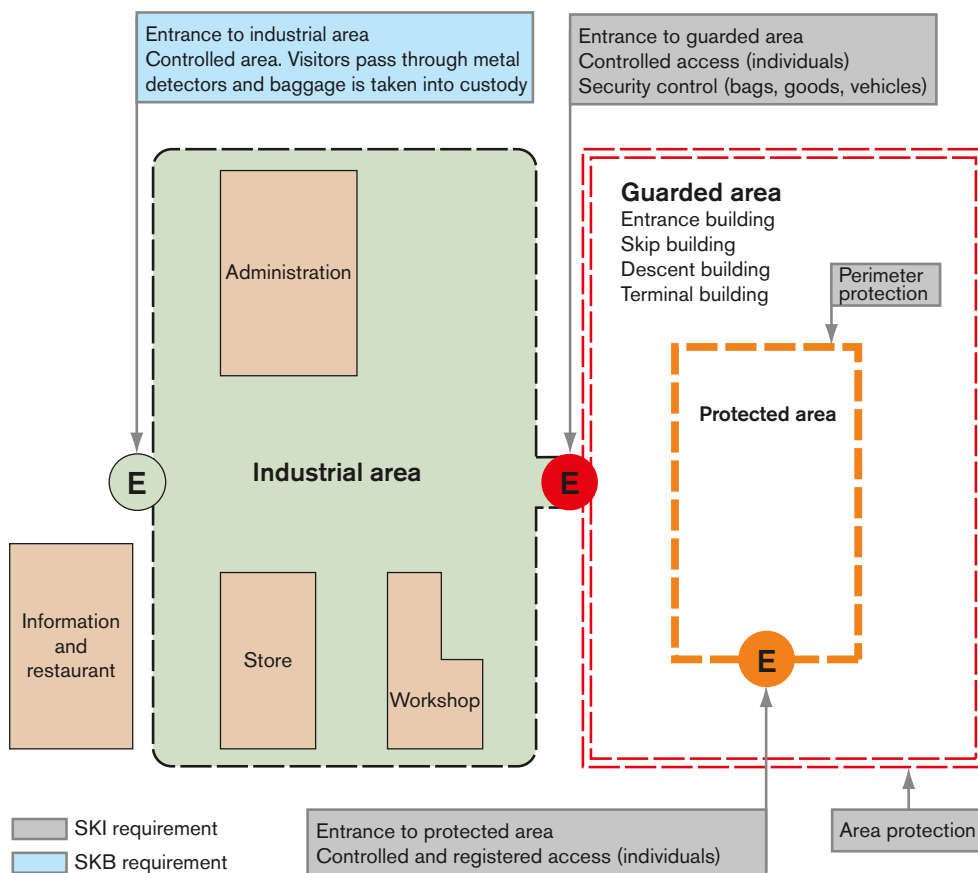 Entrance to industrial area
Controlled area. Visitors pass through metal
detectors and baggage is taken into custody
Entrance to guarded area
Controlled access (individuals)
Security control (bags, goods, vehicles)
Guarded area
Entrance building
Skip building
Descent building
Terminal building
Perimeter
protection
Administration
Protected area
E
Industrial area
E
Information
and
restaurant
Store
Workshop
E
SKI requirement
SKB requirement
Entrance to protected area
Controlled and registered access (individuals)
Area protection